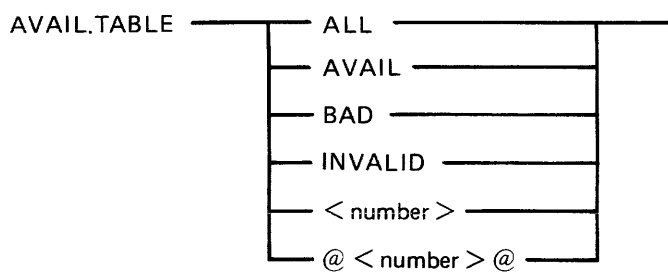 AVAIL.TABLE ALL
AVAIL
BAD
INVALID
< number >
@ < number > @